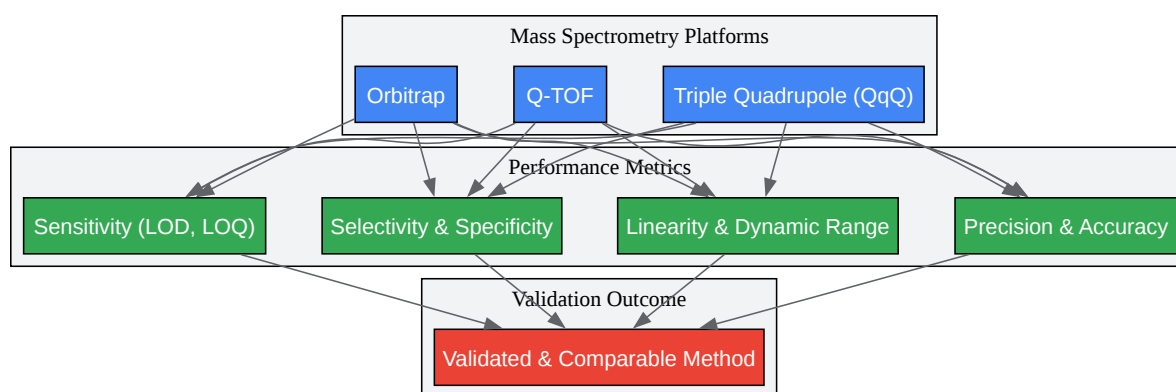 Mass Spectrometry Platforms
Orbitrap
Q-TOF
Triple Quadrupole (QqQ)
Performance Metrics
Sensitivity (LOD, LOQ)
Selectivity & Specificity
Linearity & Dynamic Range
Precision & Accuracy
Validation Outcome
Validated & Comparable Method